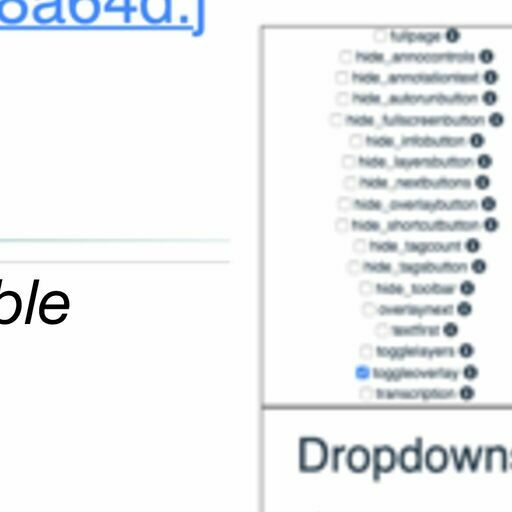 8a64d.j
ble
fullpage
hide_annocontrols
hide_annotationtext
hide_autorunbutton
hide_fullscreenbutton
hide_infobutton
hide_layersbutton
hide_nextbuttons
hide_overlaybutton
hide_shortcutbutton
hide_tagcount
hide_tagsbutton
hide_toolbar
overlaynext
textfirst
togglelayers
toggleoverlay
transcription
Dropdowns